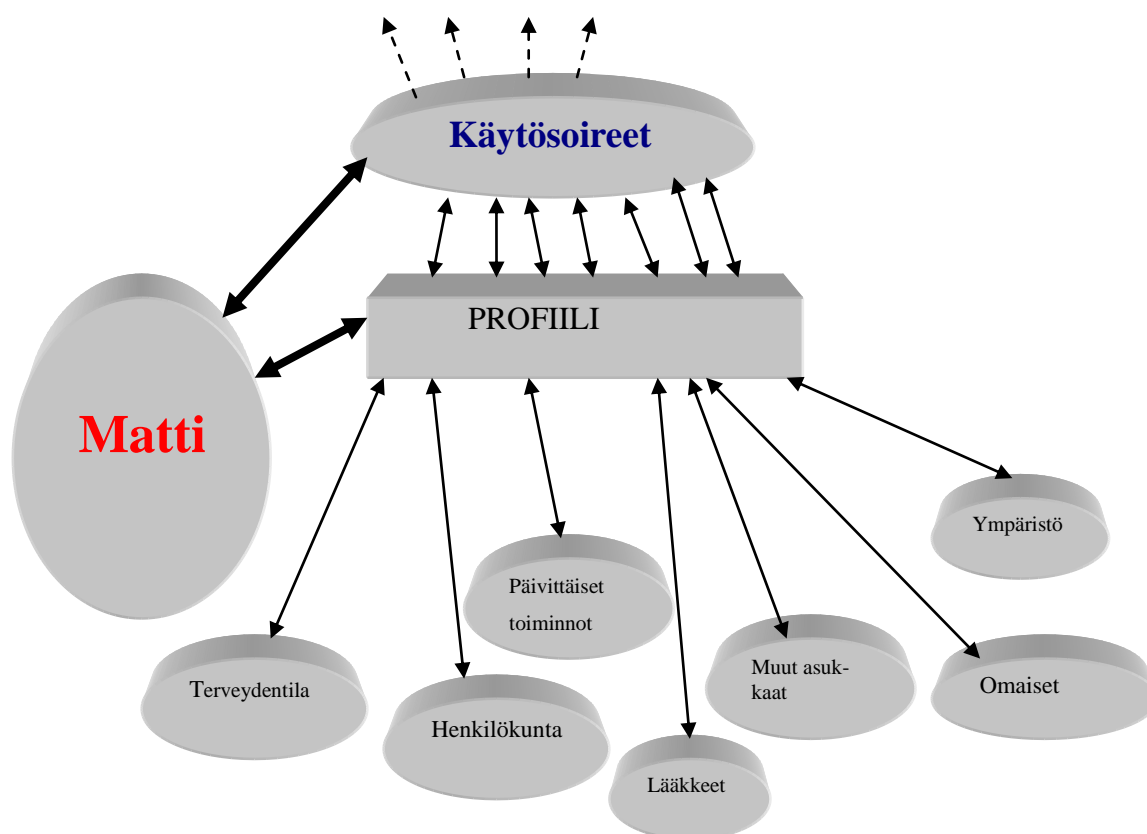 Käytösoireet
PROFIILI
Matti
Ympäristö
Päivittäiset
toiminnot
Terveydentila
Henkilökunta
Muut asuk-
kaat
Omaiset
Lääkkeet